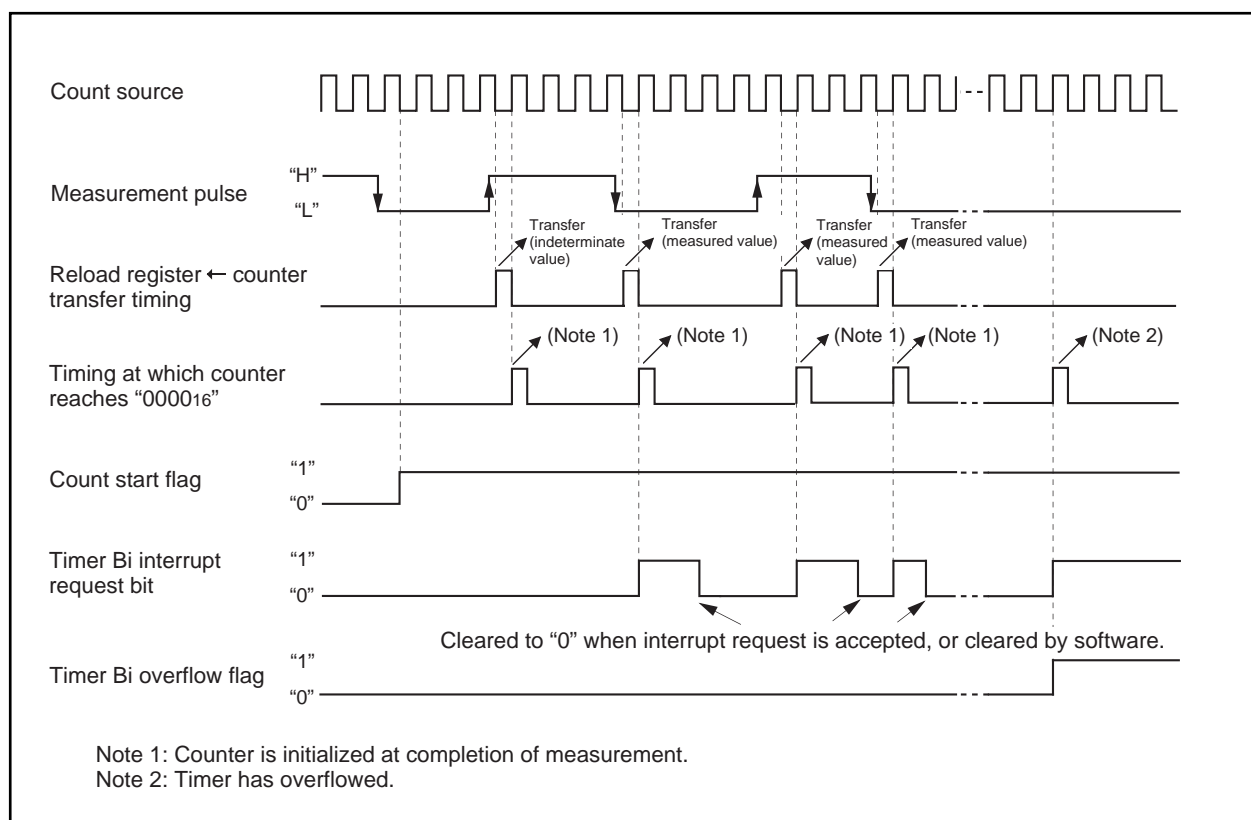 Count source
Measurement pulse
“H”
“L”
Transfer
(indeterminate
value)
Transfer
(measured value)
Transfer
(measured
value)
Transfer
(measured value)
Reload register ← counter
transfer timing
(Note 1)
(Note 1)
(Note 1)
(Note 1)
(Note 2)
Timing at which counter
reaches “000016”
Count start flag
“1”
“0”
Timer Bi interrupt
request bit
“1”
“0”
Cleared to “0” when interrupt request is accepted, or cleared by software.
Timer Bi overflow flag
“1”
“0”
Note 1: Counter is initialized at completion of measurement.
Note 2: Timer has overflowed.